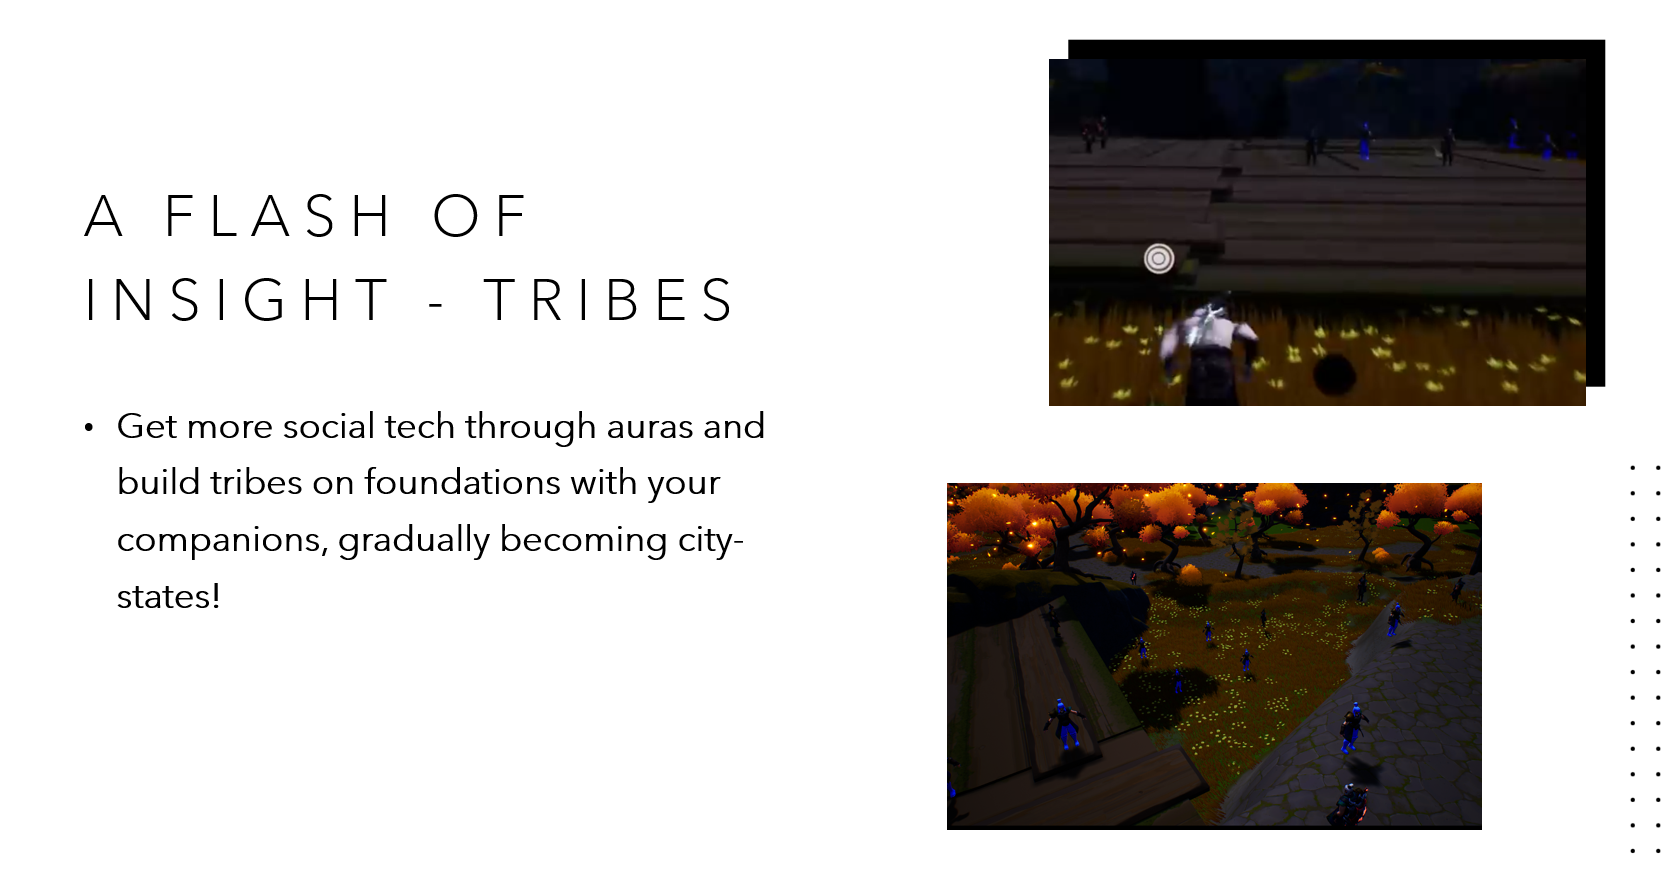 A FLASH OF
INSIGHT - TRIBES
• Get more social tech through auras and
build tribes on foundations with your
companions, gradually becoming city-
states!